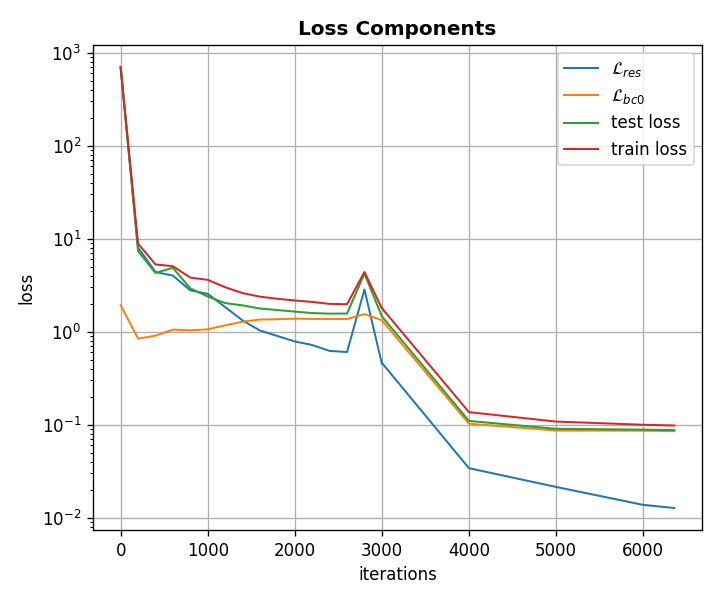 Loss Components
loss
10³
10²
10¹
10⁰
10⁻¹
10⁻²
ℒ_res
ℒ_bc0
test loss
train loss
0 1000 2000 3000 4000 5000 6000
iterations